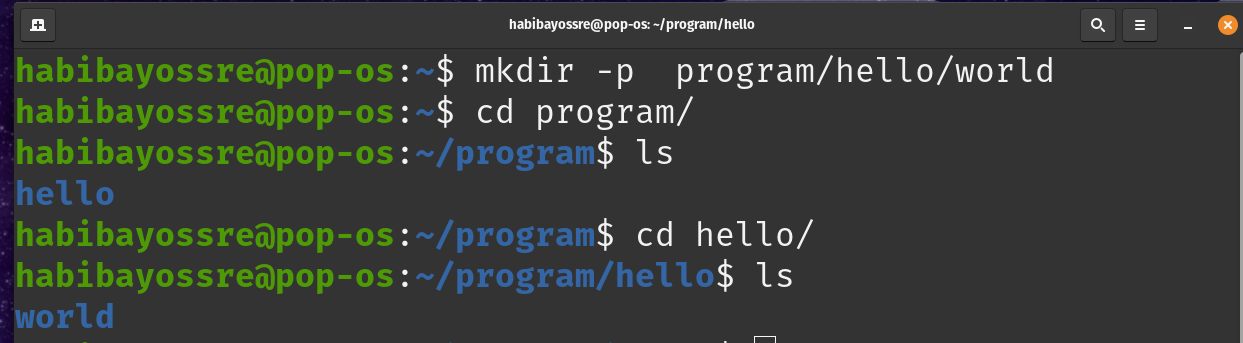 habibayossre@pop-os: ~/program/hello
habibayossre@pop-os:~$ mkdir -p  program/hello/world
habibayossre@pop-os:~$ cd program/
habibayossre@pop-os:~/program$ ls
hello
habibayossre@pop-os:~/program$ cd hello/
habibayossre@pop-os:~/program/hello$ ls
world